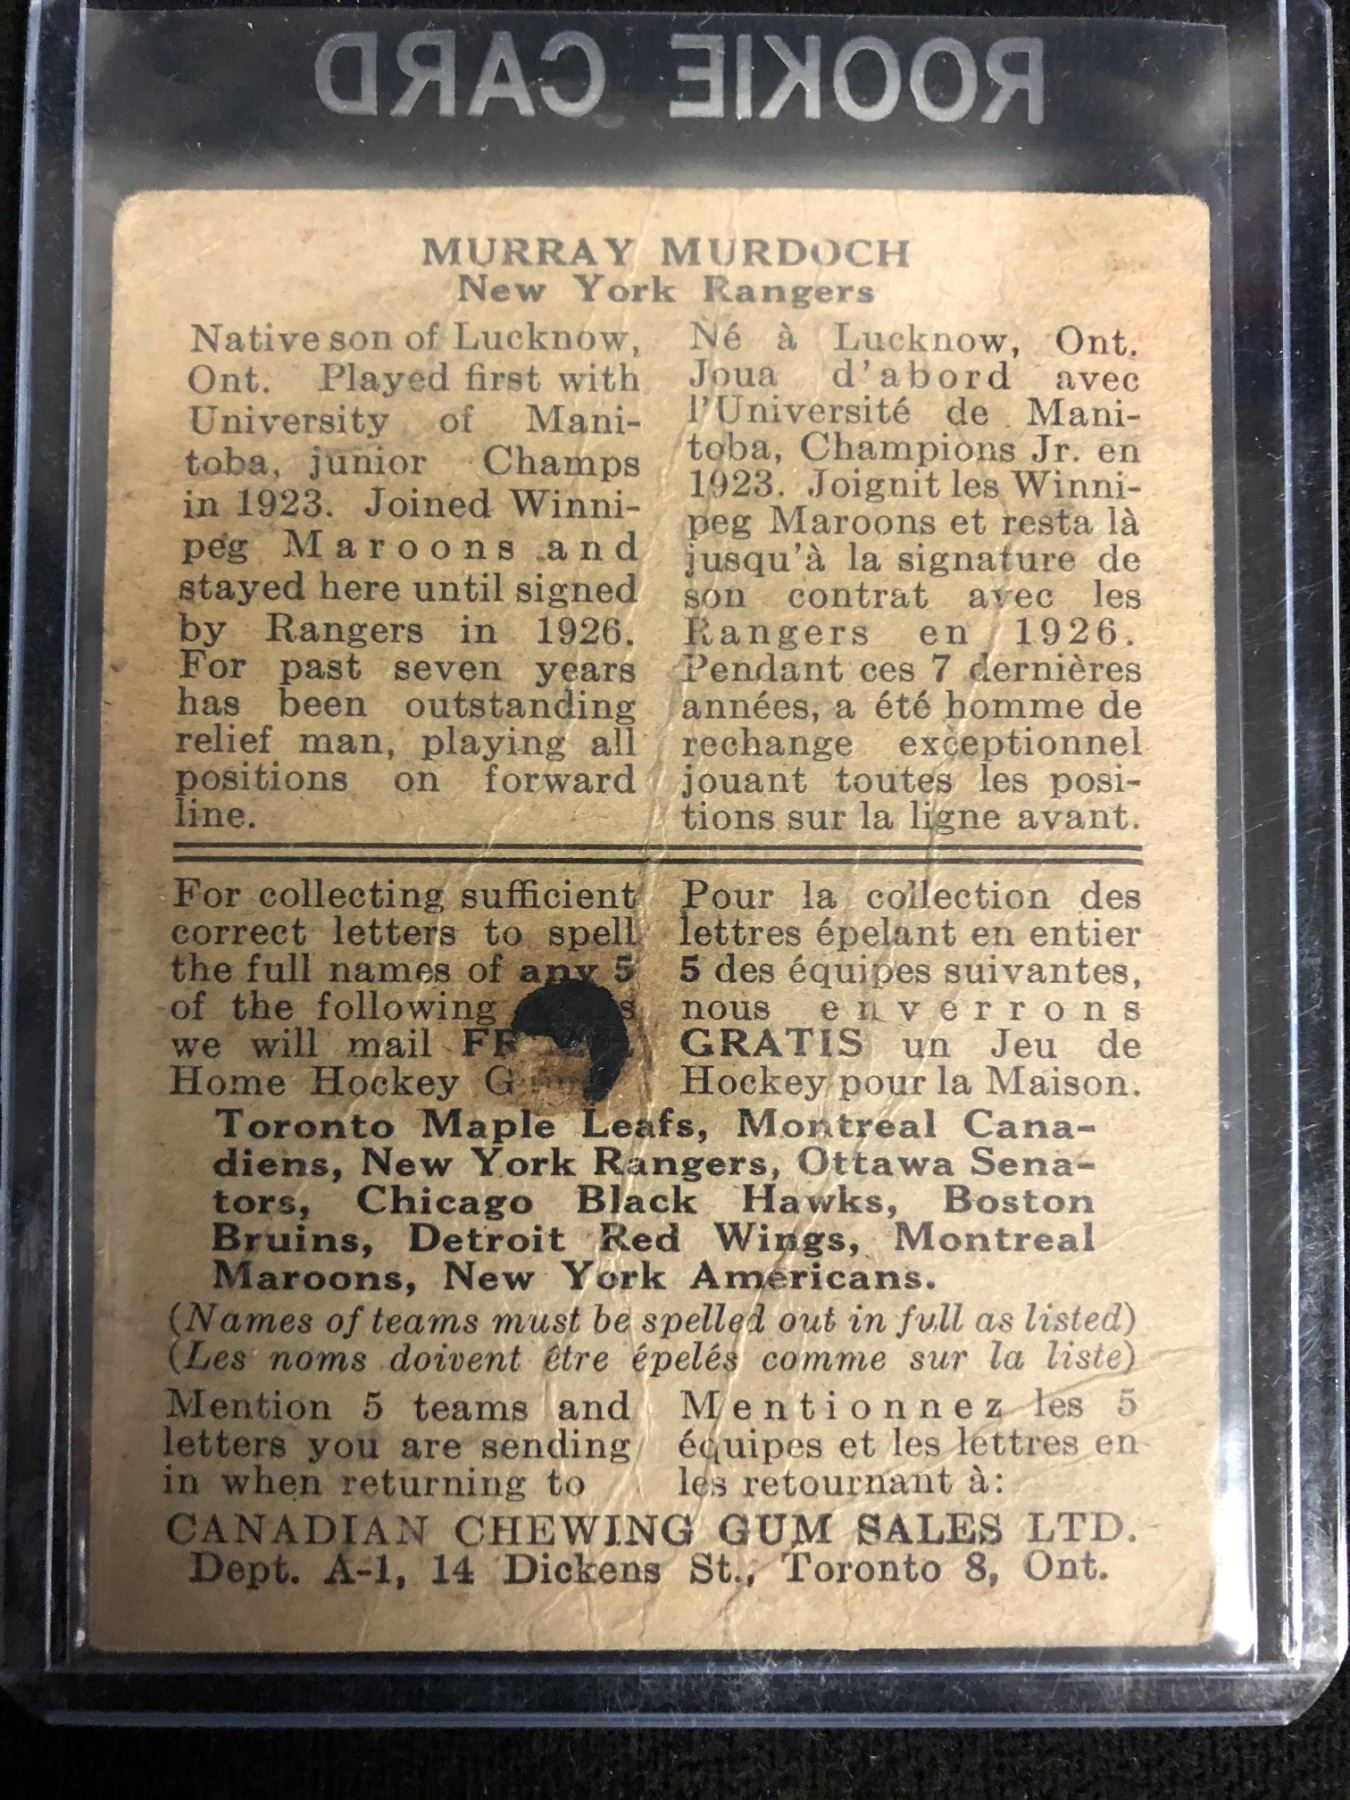 ROOKIE CARD
MURRAY MURDOCH
New York Rangers
Native son of Lucknow,
Ont. Played first with
University of Mani-
toba, junior Champs
in 1923. Joined Winni-
peg Maroons and
stayed here until signed
by Rangers in 1926.
For past seven years
has been outstanding
relief man, playing all
positions on forward
line.
Né à Lucknow, Ont.
Joua d'abord avec
l'Université de Mani-
toba, Champions Jr. en
1923. Joignit les Winni-
peg Maroons et resta là
jusqu'à la signature de
son contrat avec les
Rangers en 1926.
Pendant ces 7 dernières
années, a été homme de
rechange exceptionnel
jouant toutes les posi-
tions sur la ligne avant.
For collecting sufficient
correct letters to spell
the full names of any 5
of the following
we will mail
Home Hockey
Pour la collection des
lettres épelant en entier
5 des équipes suivantes,
nous enverrons
GRATIS un Jeu de
Hockey pour la Maison.
Toronto Maple Leafs, Montreal Cana-
diens, New York Rangers, Ottawa Sena-
tors, Chicago Black Hawks, Boston
Bruins, Detroit Red Wings, Montreal
Maroons, New York Americans.
(Names of teams must be spelled out in full as listed)
(Les noms doivent être épelés comme sur la liste)
Mention 5 teams and
letters you are sending
in when returning to
Mentionnez les 5
équipes et les lettres en
les retournant à:
CANADIAN CHEWING GUM SALES LTD.
Dept. A-1, 14 Dickens St., Toronto 8, Ont.